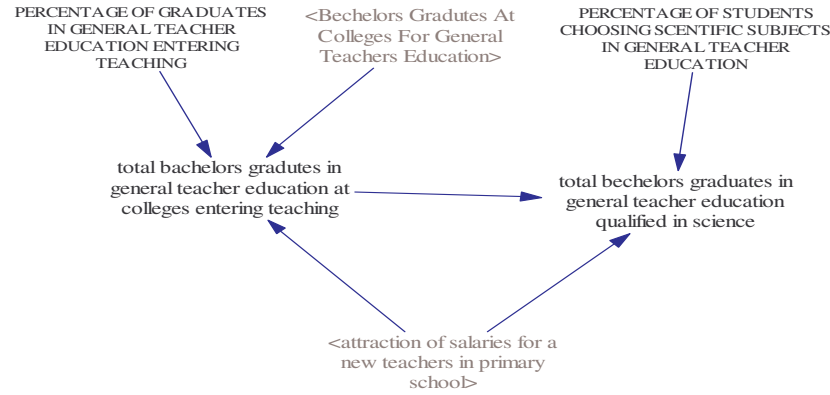 PERCENTAGE OF GRADUATES
IN GENERAL TEACHER
EDUCATION ENTERING
TEACHING
<Bechelors Gradutes At
Colleges For General
Teachers Education>
PERCENTAGE OF STUDENTS
CHOOSING SCENTIFIC SUBJECTS
IN GENERAL TEACHER
EDUCATION
total bachelors gradutes in
general teacher education at
colleges entering teaching
total bechelors graduates in
general teacher education
qualified in science
<attraction of salaries for a
new teachers in primary
school>